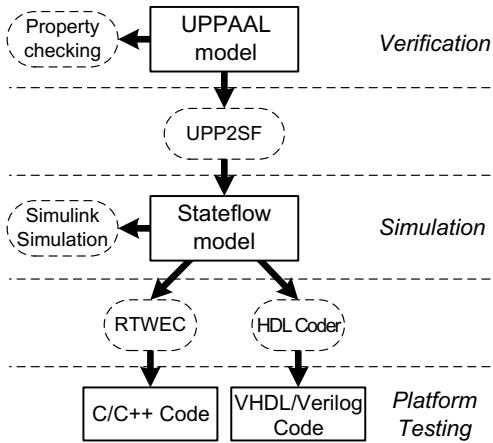 Property
checking
UPPAAL
model
Verification
UPP2SF
Simulink
Simulation
Stateflow
model
Simulation
RTWEC
HDL Coder
C/C++ Code
VHDL/Verilog
Code
Platform
Testing